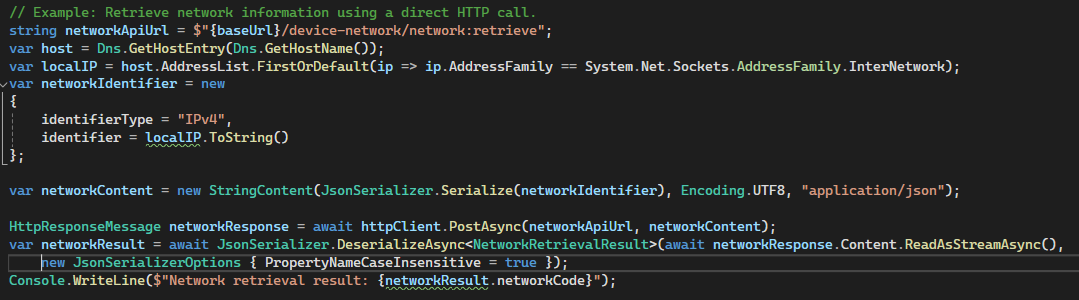 // Example: Retrieve network information using a direct HTTP call.
string networkApiUrl = $"{baseUrl}/device-network/network:retrieve";
var host = Dns.GetHostEntry(Dns.GetHostName());
var localIP = host.AddressList.FirstOrDefault(ip => ip.AddressFamily == System.Net.Sockets.AddressFamily.InterNetwork);
var networkIdentifier = new
{
    identifierType = "IPv4",
    identifier = localIP.ToString()
};

var networkContent = new StringContent(JsonSerializer.Serialize(networkIdentifier), Encoding.UTF8, "application/json");

HttpResponseMessage networkResponse = await httpClient.PostAsync(networkApiUrl, networkContent);
var networkResult = await JsonSerializer.DeserializeAsync<NetworkRetrievalResult>(await networkResponse.Content.ReadAsStreamAsync(),
    new JsonSerializerOptions { PropertyNameCaseInsensitive = true });
Console.WriteLine($"Network retrieval result: {networkResult.networkCode}");